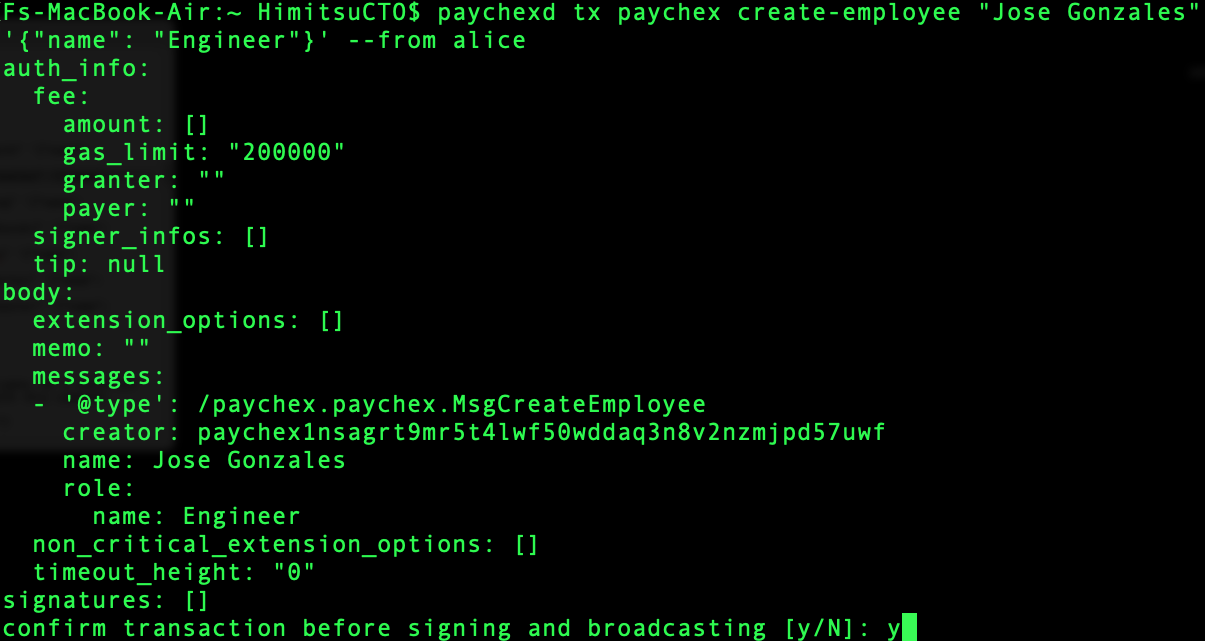 Fs-MacBook-Air:~ HimitsuCTO$ paychexd tx paychex create-employee "Jose Gonzales"
'{"name": "Engineer"}' --from alice
auth_info:
  fee:
    amount: []
    gas_limit: "200000"
    granter: ""
    payer: ""
  signer_infos: []
  tip: null
body:
  extension_options: []
  memo: ""
  messages:
  - '@type': /paychex.paychex.MsgCreateEmployee
    creator: paychex1nsagrt9mr5t4lwf50wddaq3n8v2nzmjpd57uwf
    name: Jose Gonzales
    role:
      name: Engineer
  non_critical_extension_options: []
  timeout_height: "0"
signatures: []
confirm transaction before signing and broadcasting [y/N]: y